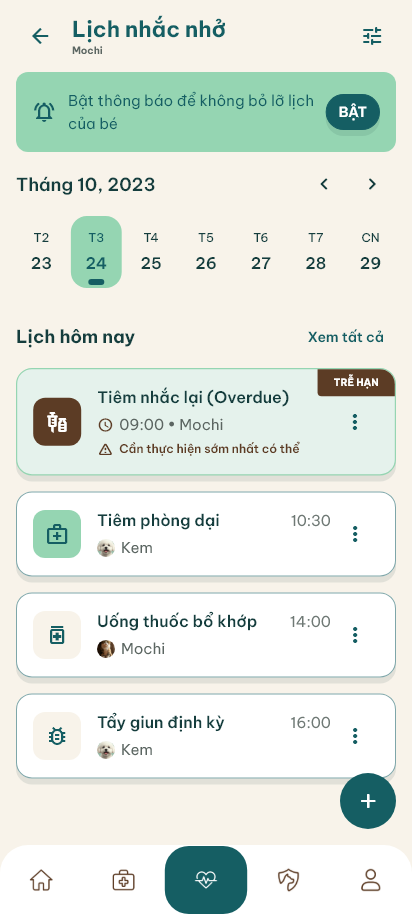 Lịch nhắc nhở
Mochi
Bật thông báo để không bỏ lỡ lịch
của bé
BẬT
Tháng 10, 2023
T2 T3 T4 T5 T6 T7 CN
23 24 25 26 27 28 29
Lịch hôm nay
Xem tất cả
TRỄ HẠN
Tiêm nhắc lại (Overdue)
09:00 • Mochi
Cần thực hiện sớm nhất có thể
Tiêm phòng dại
10:30
Kem
Uống thuốc bổ khớp
14:00
Mochi
Tẩy giun định kỳ
16:00
Kem